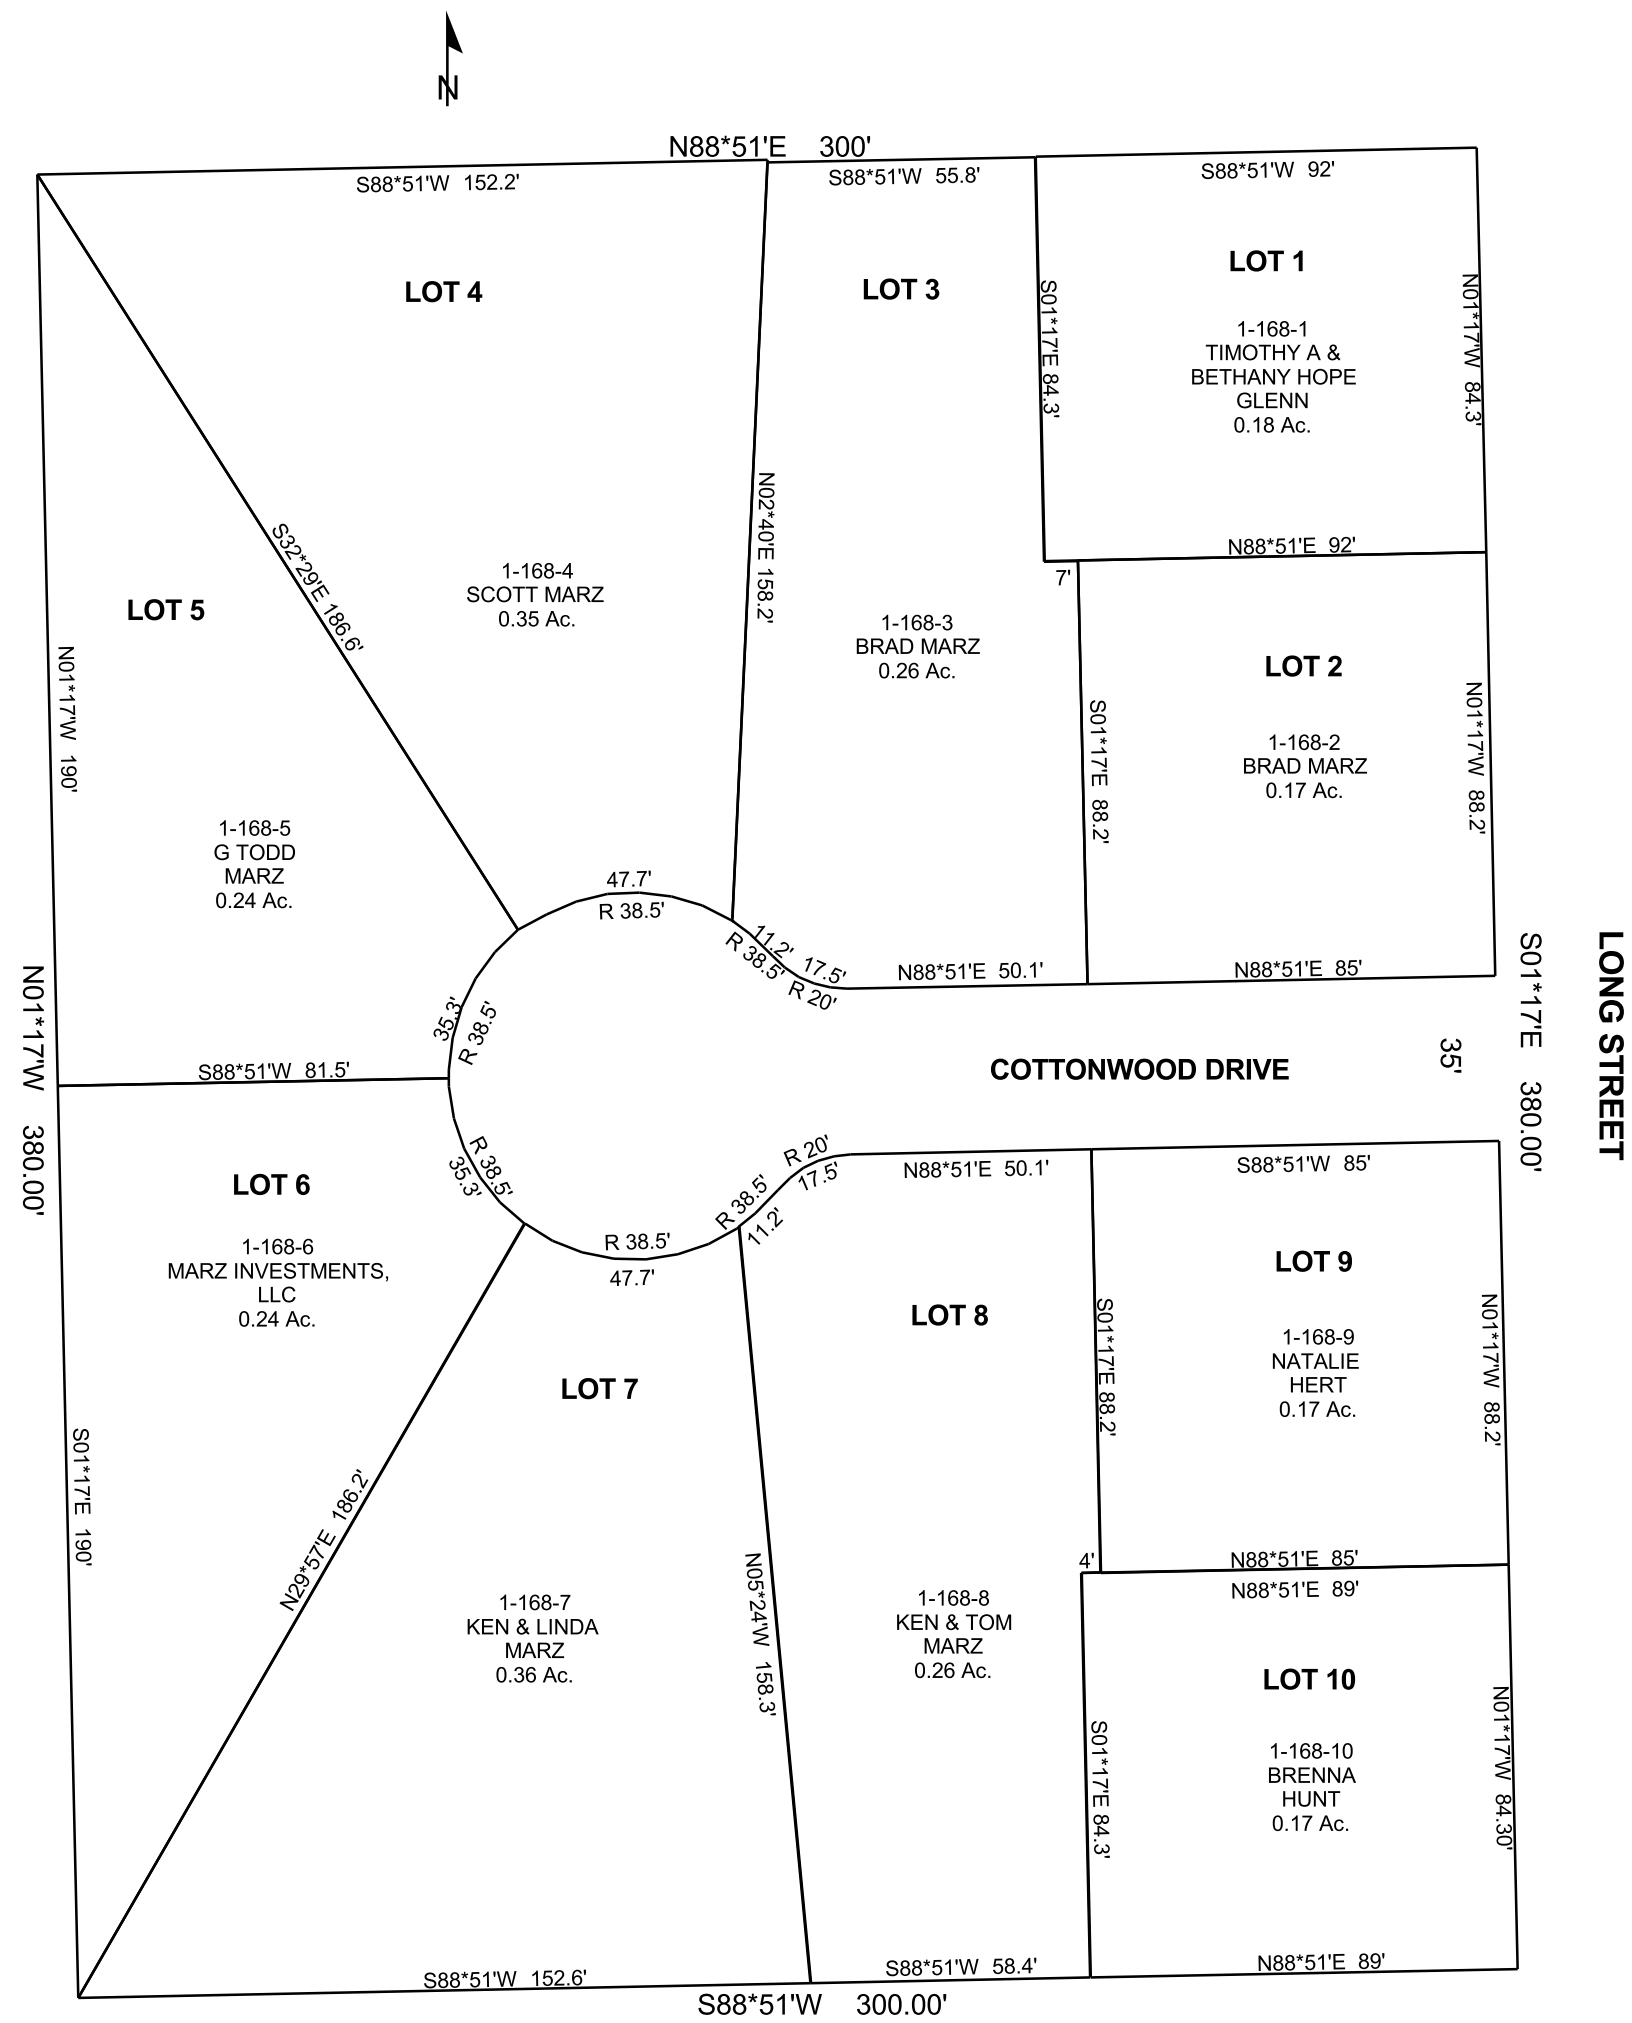 N
N88*51'E 300'
S88*51'W 152.2'
S88*51'W 55.8'
S88*51'W 92'
LOT 4
LOT 3
LOT 1
S01*17'E 84.3'
N01*17'W 84.3'
1-168-1
TIMOTHY A &
BETHANY HOPE
GLENN
0.18 Ac.
S32*29'E 186.6'
N02*40'E 158.2'
N88*51'E 92'
7'
LOT 5
1-168-4
SCOTT MARZ
0.35 Ac.
1-168-3
BRAD MARZ
0.26 Ac.
LOT 2
N01*17'W 190'
S01*17'E 88.2'
N01*17'W 88.2'
1-168-2
BRAD MARZ
0.17 Ac.
1-168-5
G TODD
MARZ
0.24 Ac.
47.7'
R 38.5'
11.2'
R 38.5'
17.5'
R 20'
N88*51'E 50.1'
N88*51'E 85'
35.3'
R 38.5'
N01*17'W 380.00'
S88*51'W 81.5'
COTTONWOOD DRIVE
35'
S01*17'E 380.00'
LONG STREET
R 38.5'
35.3'
R 38.5'
47.7'
R 38.5'
11.2'
R 20'
17.5'
N88*51'E 50.1'
S88*51'W 85'
LOT 6
1-168-6
MARZ INVESTMENTS,
LLC
0.24 Ac.
LOT 7
LOT 8
LOT 9
S01*17'E 88.2'
N01*17'W 88.2'
1-168-9
NATALIE
HERT
0.17 Ac.
S01*17'E 190'
N29*57'E 186.2'
N05*24'W 158.3'
4'
N88*51'E 85'
N88*51'E 89'
1-168-7
KEN & LINDA
MARZ
0.36 Ac.
1-168-8
KEN & TOM
MARZ
0.26 Ac.
LOT 10
S01*17'E 84.3'
N01*17'W 84.30'
1-168-10
BRENNA
HUNT
0.17 Ac.
S88*51'W 152.6'
S88*51'W 58.4'
N88*51'E 89'
S88*51'W 300.00'